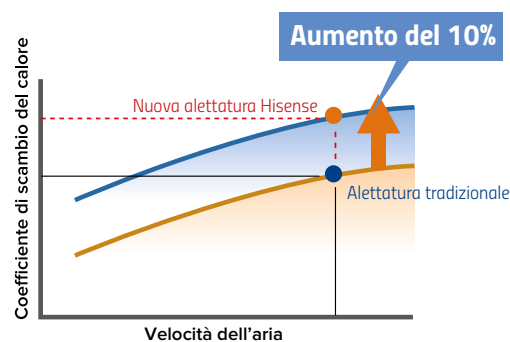 Aumento del 10%
Coefficiente di scambio del calore
Nuova alettatura Hisense
Alettatura tradizionale
Velocità dell'aria